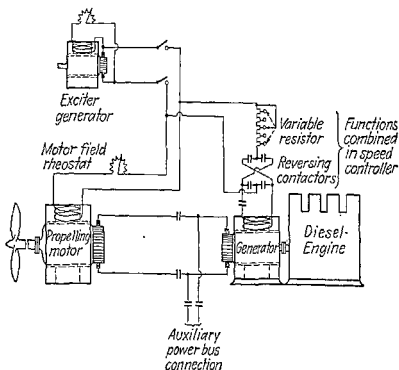 Exciter
generator
Motor field
rheostat
Variable
resistor
Reversing
contactors
Functions
combined
in speed
controller
Propelling
motor
Generator
Diesel-
Engine
Auxiliary
power bus
connection